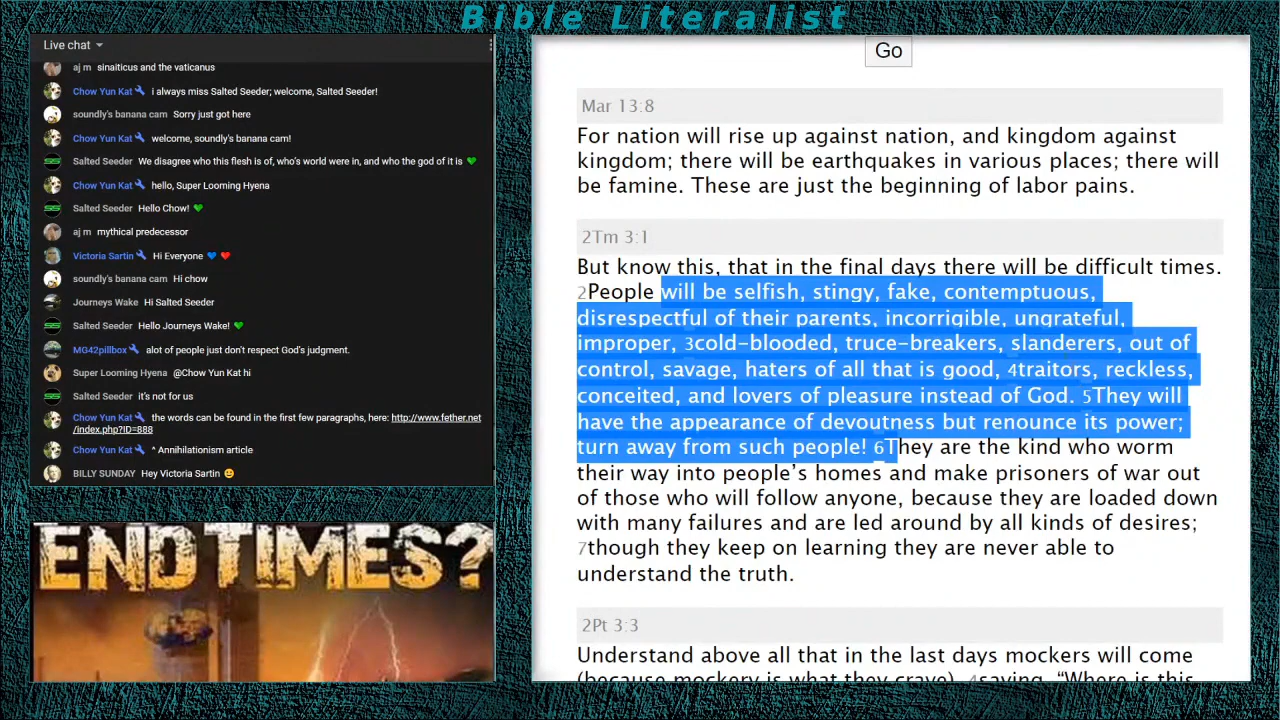 Bible Literalist
Live chat
aj m sinaiticus and the vaticanus
Chow Yun Kat i always miss Salted Seeder; welcome, Salted Seeder!
soundly's banana cam Sorry just got here
Chow Yun Kat welcome, soundly's banana cam!
Salted Seeder We disagree who this flesh is of, who's world were in, and who the god of it is
Chow Yun Kat hello, Super Looming Hyena
Salted Seeder Hello Chow!
aj m mythical predecessor
Victoria Sartin Hi Everyone
soundly's banana cam Hi chow
Journeys Wake Hi Salted Seeder
Salted Seeder Hello Journeys Wake!
MG42pillbox alot of people just don't respect God's judgment.
Super Looming Hyena @Chow Yun Kat hi
Salted Seeder it's not for us
Chow Yun Kat the words can be found in the first few paragraphs, here: http://www.fether.net
/index.php?ID=888
Chow Yun Kat ^ Annihilationism article
BILLY SUNDAY Hey Victoria Sartin
END TIMES?
Go
Mar 13:8
For nation will rise up against nation, and kingdom against
kingdom; there will be earthquakes in various places; there will
be famine. These are just the beginning of labor pains.
2Tm 3:1
But know this, that in the final days there will be difficult times.
2People will be selfish, stingy, fake, contemptuous,
disrespectful of their parents, incorrigible, ungrateful,
improper, 3cold-blooded, truce-breakers, slanderers, out of
control, savage, haters of all that is good, 4traitors, reckless,
conceited, and lovers of pleasure instead of God. 5They will
have the appearance of devoutness but renounce its power;
turn away from such people! 6They are the kind who worm
their way into people's homes and make prisoners of war out
of those who will follow anyone, because they are loaded down
with many failures and are led around by all kinds of desires;
7though they keep on learning they are never able to
understand the truth.
2Pt 3:3
Understand above all that in the last days mockers will come
(because mockery is what they crave), 4saying, "Where is this